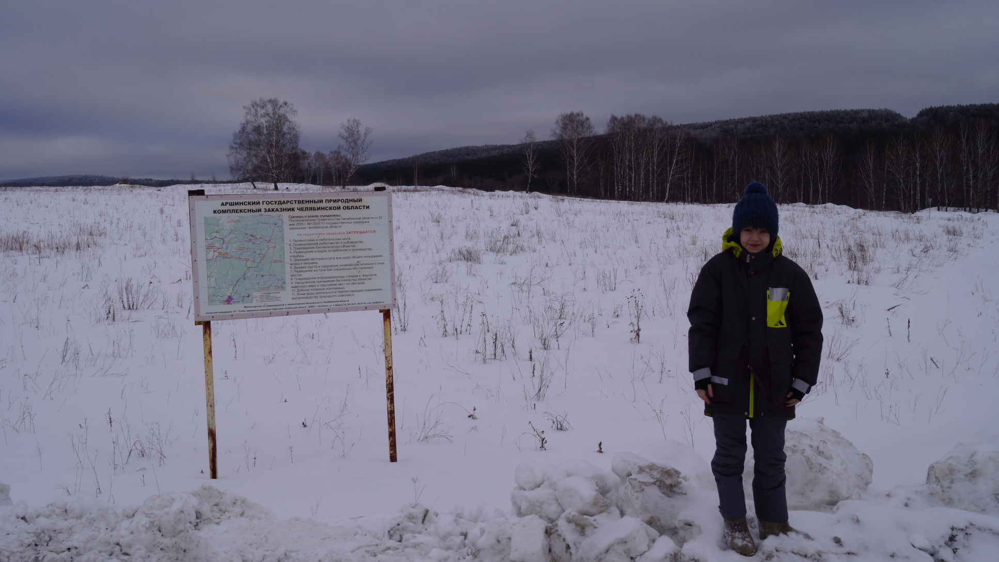 АРШИНСКИЙ ГОСУДАРСТВЕННЫЙ ПРИРОДНЫЙ
КОМПЛЕКСНЫЙ ЗАКАЗНИК ЧЕЛЯБИНСКОЙ ОБЛАСТИ
Границы и режим определены:
Постановлением Правительства Челябинской области от 22
мая 2008 г. №139-П "О государственных природных
заказниках Челябинской области"
На территории заказника ЗАПРЕЩАЕТСЯ:
1. Промысловая и любительская охота.
2. Промышленное рыболовство и рыбоводство.
3. Повреждение биотехнических объектов.
4. Размещение отходов потребления и производства,
кладбищ.
5. Движение автотранспорта вне дорог общего пользования,
мойка и заправка.
6. Выемка грунта и нарушение почвенно-растительного слоя.
7. Разведение костров вне специально обустроенных
местах.
8. Повреждение информационных стендов и аншлагов.
9. Умышленное причинение беспокойства объектам
животного мира и нарушение мест их обитания.
10. Добыча полезных ископаемых.
11. Иные виды деятельности препятствующие сохранению,
воспроизводству природного комплекса.
Министерство по радиационной и экологической безопасности Челябинской области
Контактная информация: ОГУ "Особо охраняемые природные территории Челябинской области",